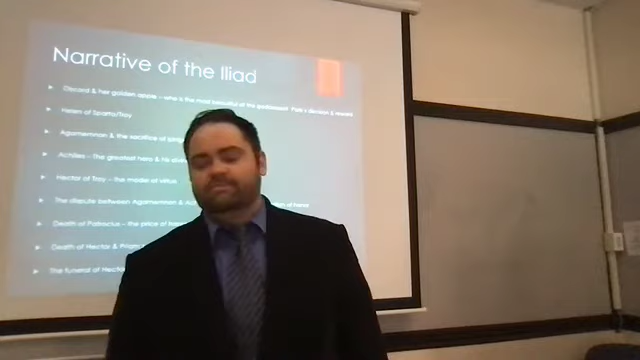 Narrative of the Iliad
Discord & her golden apple – who is the most beautiful of the goddesses? Paris's decision & reward
Helen of Sparta/Troy
Agamemnon & the sacrifice of
Achilles – The greatest hero & his
Hector of Troy – the model of virtue
The dispute between Agamemnon &
Death of Patroclus – the price of
Death of Hector & Priam
The funeral of Hector